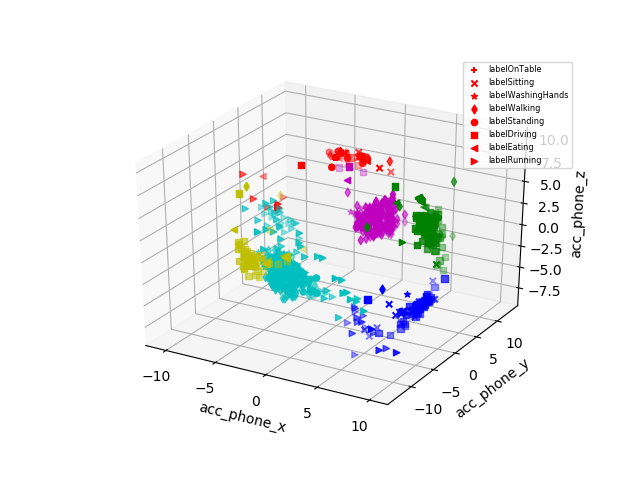 labelOnTable
labelSitting
labelWashingHands
labelWalking
labelStanding
labelDriving
labelEating
labelRunning
10.0
7.5
5.0
2.5
0.0
−2.5
−5.0
−7.5
acc_phone_z
10
5
0
−5
−10
acc_phone_y
−10
−5
0
5
10
acc_phone_x